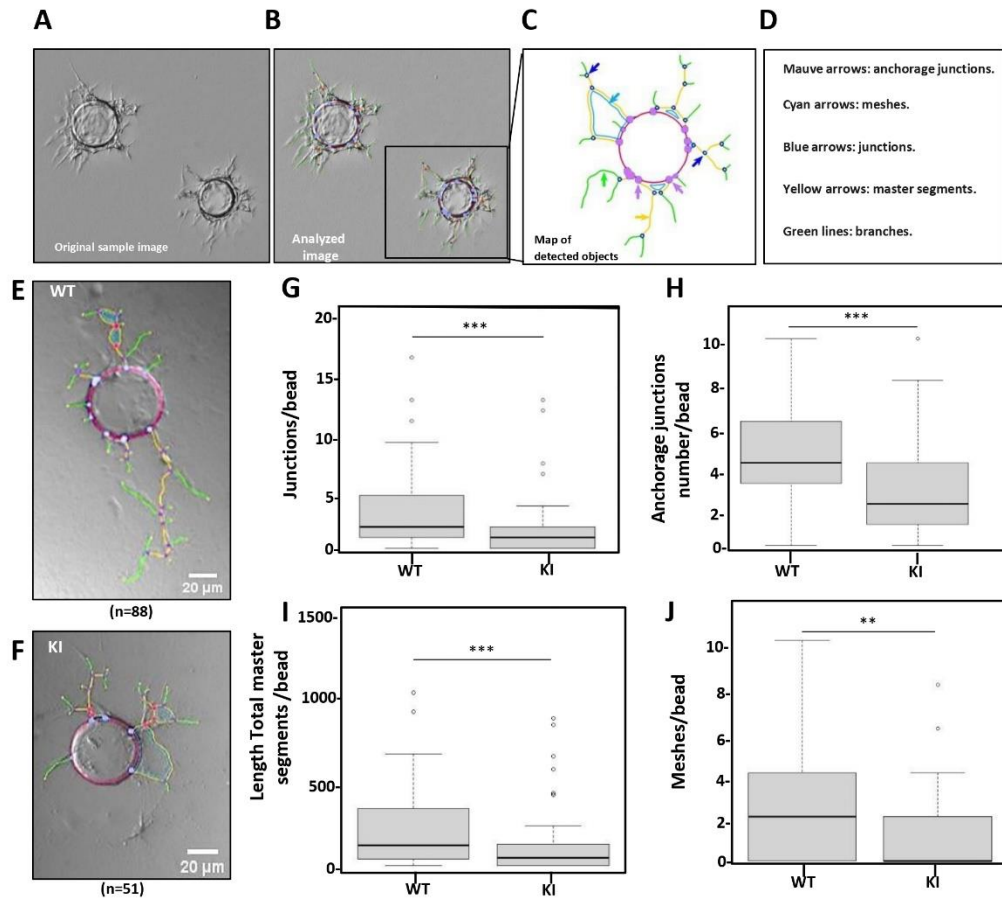 A
B
C
D
Original sample image
Analyzed
image
Map of
detected objects
Mauve arrows: anchorage junctions.
Cyan arrows: meshes.
Blue arrows: junctions.
Yellow arrows: master segments.
Green lines: branches.
E
WT
20 µm
(n=88)
F
KI
20 µm
(n=51)
G
Junctions/bead
20-
15
10
5
0
***
WT
KI
H
Anchorage junctions
number/bead
10-
8-
6-
4-
2-
0-
***
WT
KI
I
Length Total master
segments /bead
1500-
1000
500
0
***
WT
KI
J
Meshes/bead
10-
8
6-
4-
2-
0
**
WT
KI